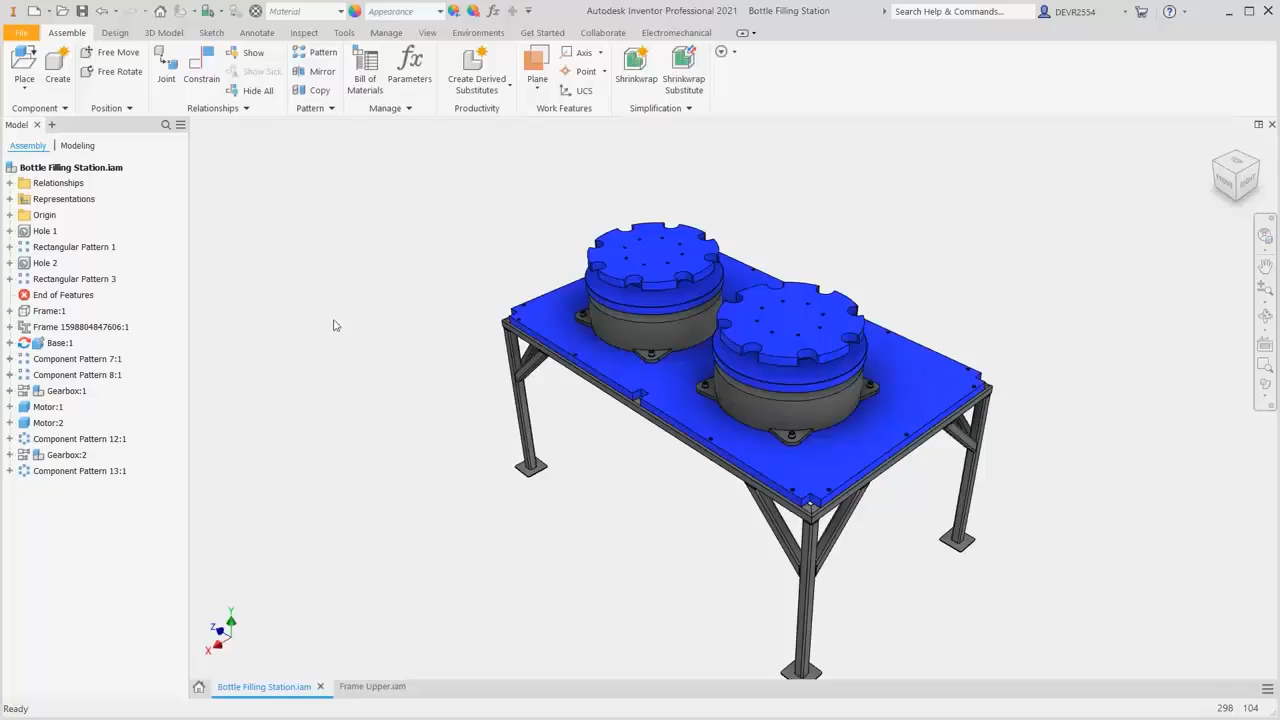 Material
Appearance
Autodesk Inventor Professional 2021 Bottle Filling Station
Search Help & Commands...
DEVR2554
File Assemble Design 3D Model Sketch Annotate Inspect Tools Manage View Environments Get Started Collaborate Electromechanical
Place
Create
Free Move
Free Rotate
Joint
Constrain
Show
Show Sick
Hide All
Pattern
Mirror
Copy
Bill of
Materials
fx
Parameters
Create Derived
Substitutes
Plane
Axis
Point
UCS
Shrinkwrap
Shrinkwrap
Substitute
Component Position Relationships Pattern Manage Productivity Work Features Simplification
Model
Assembly Modeling
Bottle Filling Station.iam
Relationships
Representations
Origin
Hole 1
Rectangular Pattern 1
Hole 2
Rectangular Pattern 3
End of Features
Frame:1
Frame 1598804847606:1
Base:1
Component Pattern 7:1
Component Pattern 8:1
Gearbox:1
Motor:1
Motor:2
Component Pattern 12:1
Gearbox:2
Component Pattern 13:1
TOP
FRONT
RIGHT
Y
Z
X
Bottle Filling Station.iam Frame Upper.iam
Ready
298 104